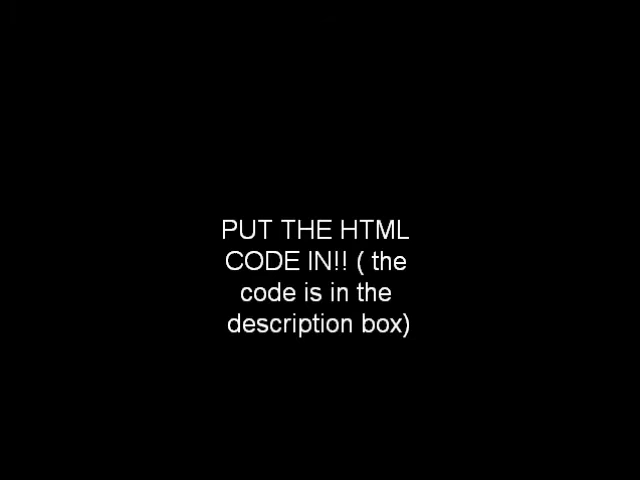 PUT THE HTML
CODE IN!! ( the
code is in the
description box)